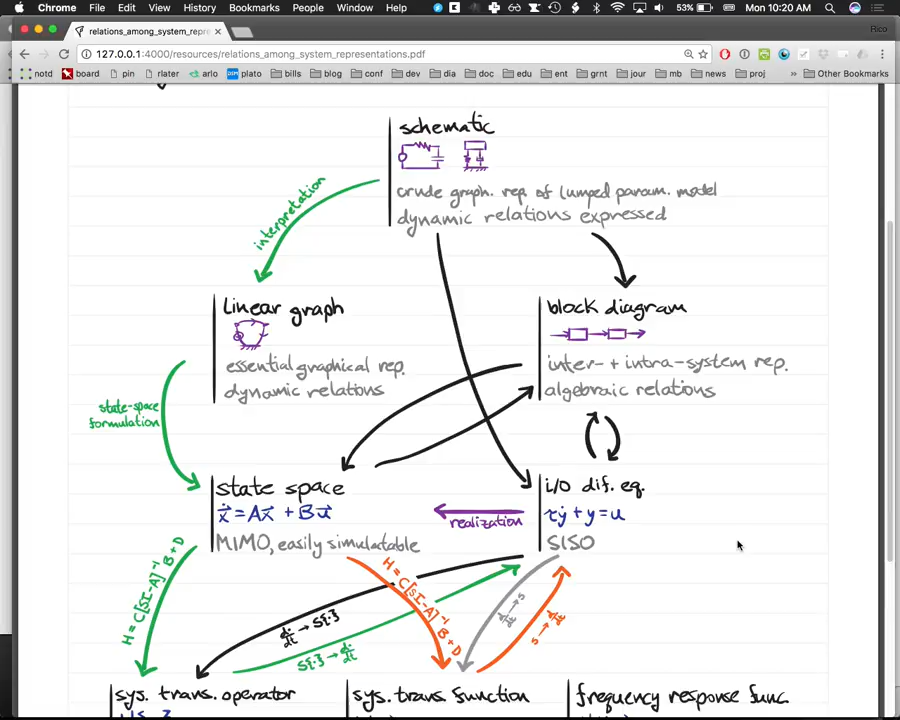 Chrome File Edit View History Bookmarks People Window Help 53% Mon 10:20 AM
relations_among_system_repre Rico
127.0.0.1:4000/resources/relations_among_system_representations.pdf
notd board pin rlater arlo plato bills blog conf dev dia doc edu ent grnt jour mb news proj » Other Bookmarks
schematic
crude graph. rep. of lumped param. model
dynamic relations expressed
interpretation
linear graph
essential graphical rep.
dynamic relations
block diagram
inter- + intra-system rep.
algebraic relations
state-space
formulation
state space
ẋ = Ax + Bu
MIMO, easily simulatable
realization
i/o dif. eq.
τẏ + y = u
SISO
H = C[SI-A]⁻¹B + D
H = C[SI-A]⁻¹B + D
d/dt → S{·}
S{·} → d/dt
d/dt → s
s → d/dt
sys. trans. operator
sys. trans. function
frequency response func.